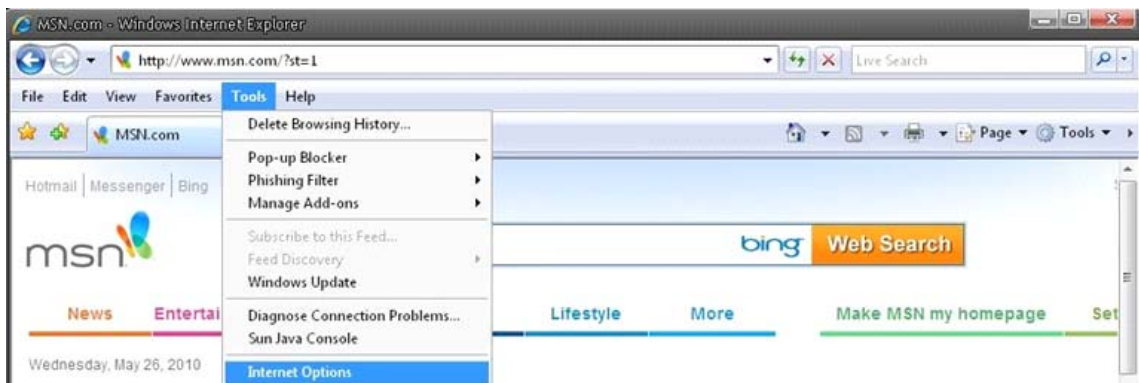 MSN.com - Windows Internet Explorer
http://www.msn.com/?st=1 Live Search
File Edit View Favorites Tools Help
MSN.com Page Tools
Delete Browsing History...
Pop-up Blocker
Phishing Filter
Manage Add-ons
Subscribe to this Feed...
Feed Discovery
Windows Update
Diagnose Connection Problems...
Sun Java Console
Internet Options
Hotmail | Messenger | Bing
msn
bing Web Search
News Entertai Lifestyle More Make MSN my homepage Set
Wednesday, May 26, 2010